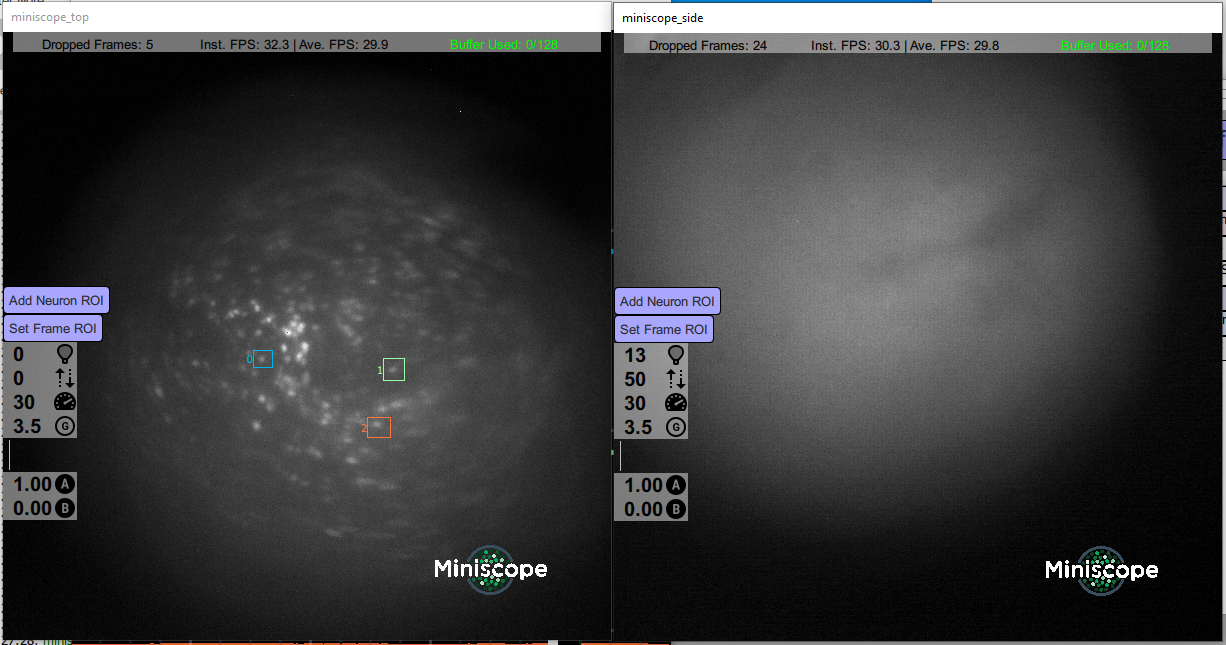 miniscope_top
Dropped Frames: 5 Inst. FPS: 32.3 | Ave. FPS: 29.9 Buffer Used: 0/128
Add Neuron ROI
Set Frame ROI
0
0
30
3.5 G
1.00 A
0.00 B
0
1
2
Miniscope
miniscope_side
Dropped Frames: 24 Inst. FPS: 30.3 | Ave. FPS: 29.8 Buffer Used: 0/128
Add Neuron ROI
Set Frame ROI
13
50
30
3.5 G
1.00 A
0.00 B
Miniscope